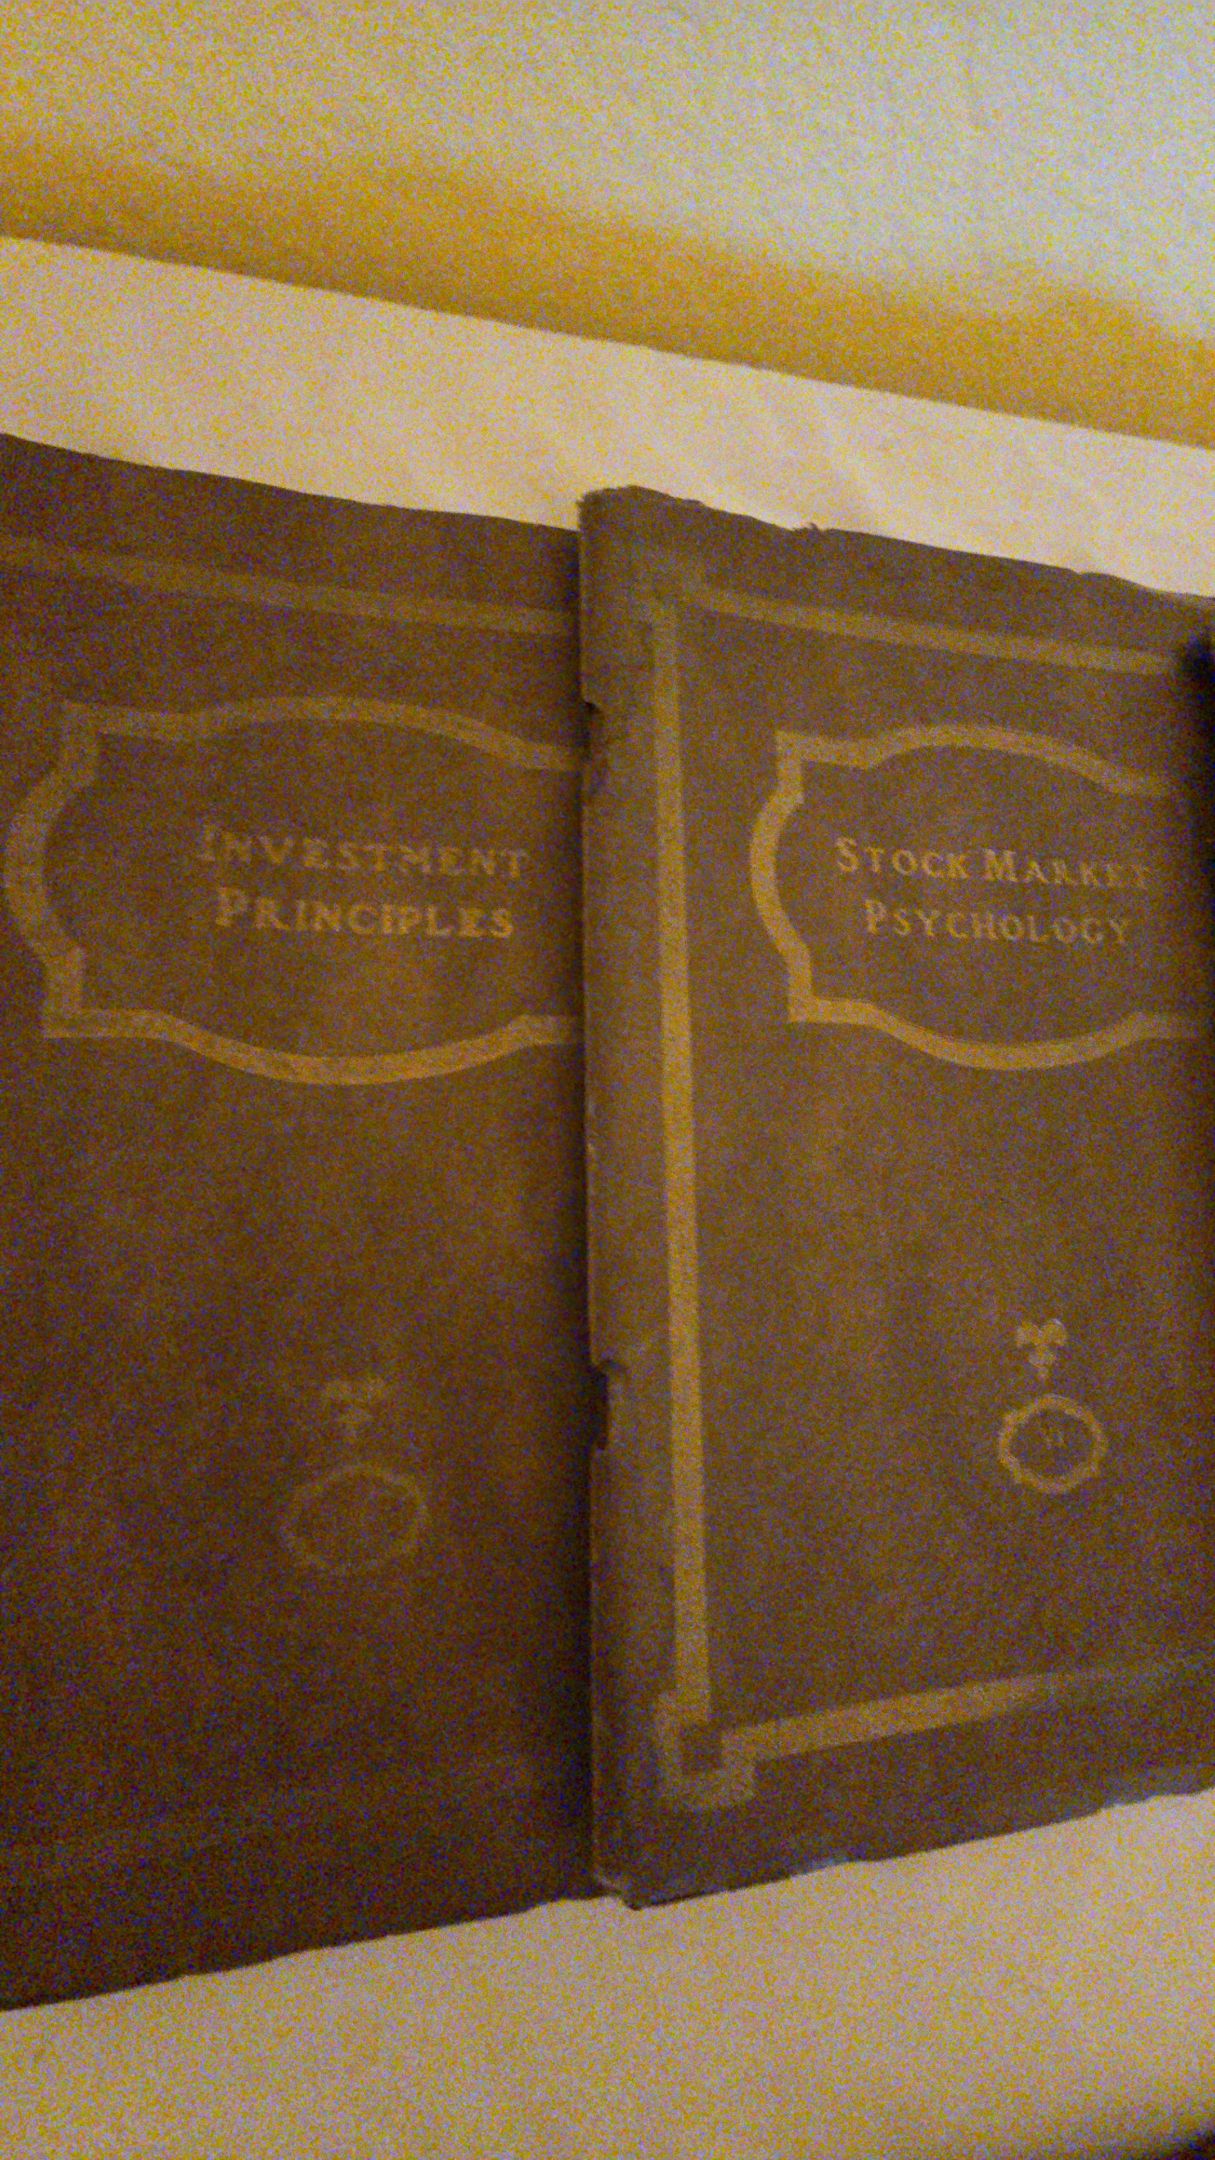 INVESTMENT
PRINCIPLES
STOCK MARKET
PSYCHOLOGY